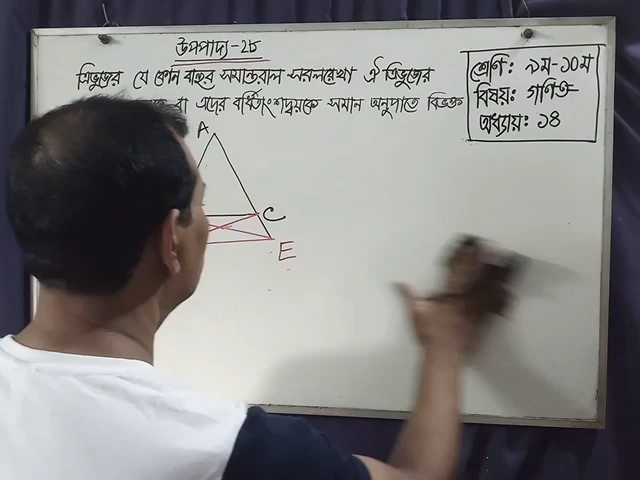 উপপাদ্য-২৮
ত্রিভুজের যে কোন বাহুর সমান্তরাল সরলরেখা ঐ ত্রিভুজের
বা এদের বর্ধিতাংশদ্বয়কে সমান অনুপাতে বিভক্ত
শ্রেণি: ৯ম-১০ম
বিষয়: গণিত
অধ্যায়: ১৪
A
C
E